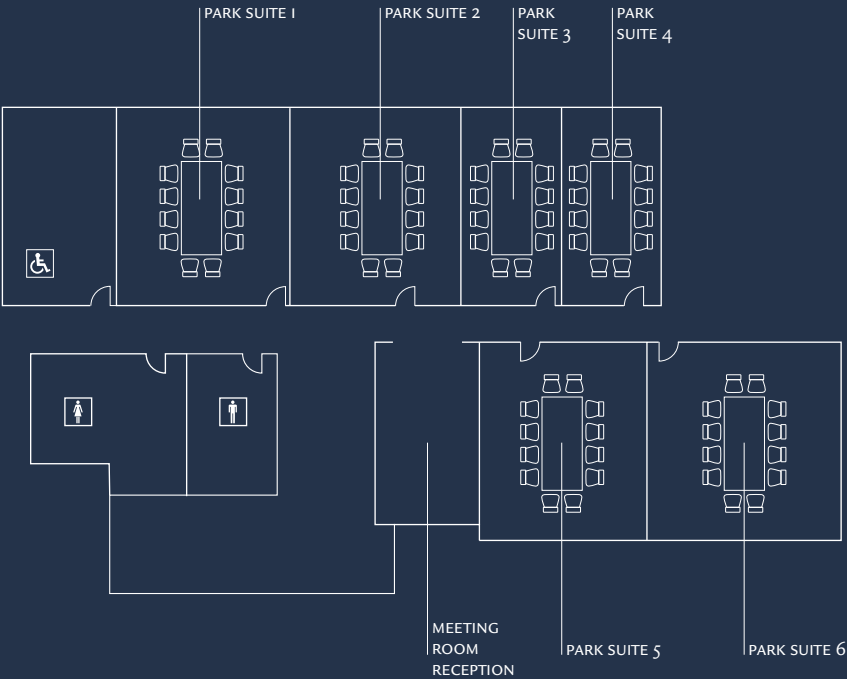 PARK SUITE 1
PARK SUITE 2
PARK
SUITE 3
PARK
SUITE 4
MEETING
ROOM
RECEPTION
PARK SUITE 5
PARK SUITE 6